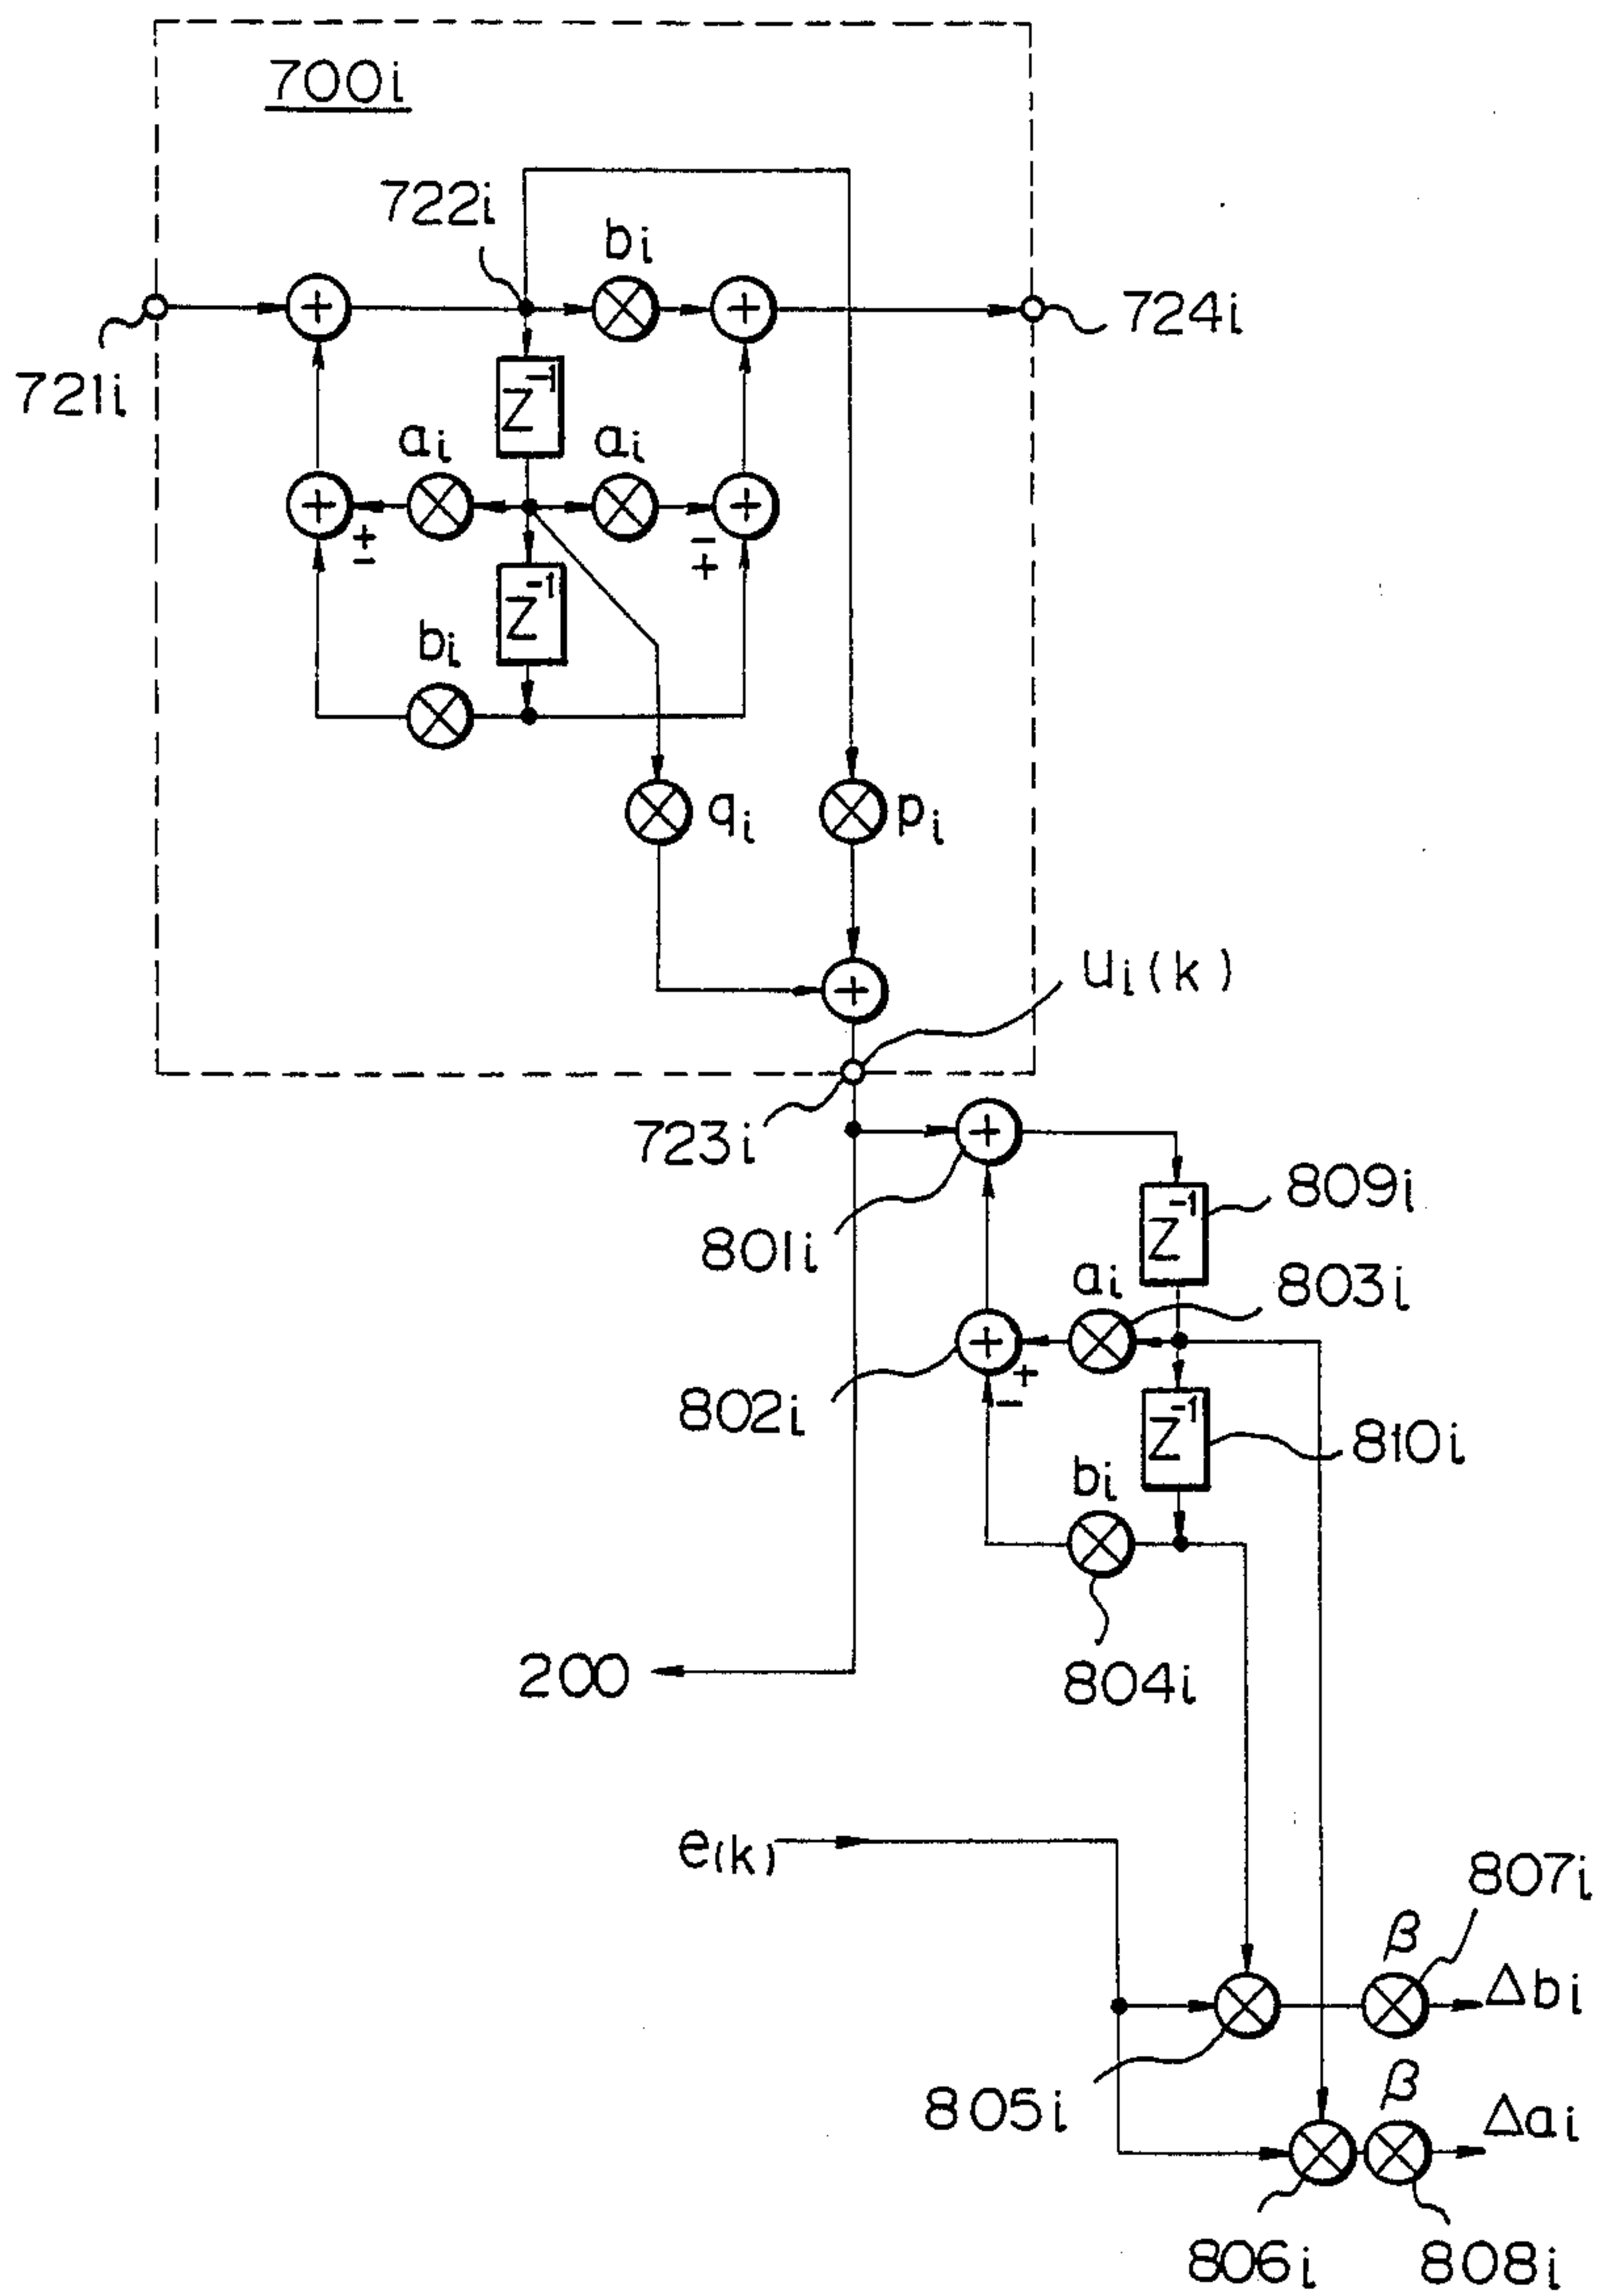 700i
722i
bi
721i
724i
Z⁻¹
ai
ai
±
∓
Z⁻¹
bi
qi
pi
ui(k)
723i
801i
Z⁻¹
809i
ai
803i
802i
+
-
Z⁻¹
810i
bi
804i
200
e(k)
807i
β
Δbi
805i
β
Δai
806i
808i